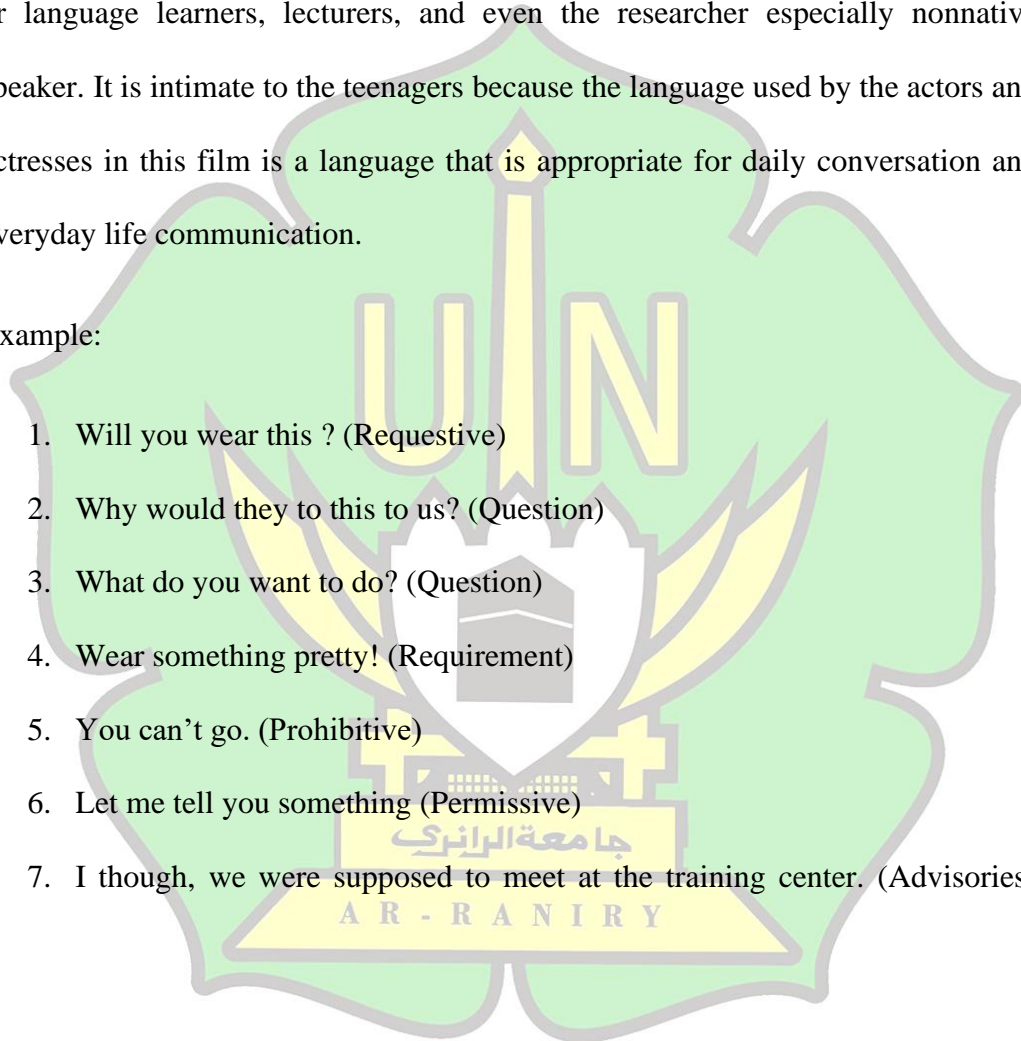 r language learners, lecturers, and even the researcher especially nonnativ
peaker. It is intimate to the teenagers because the language used by the actors an
ctresses in this film is a language that is appropriate for daily conversation an
veryday life communication.
xample:
1. Will you wear this ? (Requestive)
2. Why would they to this to us? (Question)
3. What do you want to do? (Question)
4. Wear something pretty! (Requirement)
5. You can’t go. (Prohibitive)
6. Let me tell you something (Permissive)
7. I though, we were supposed to meet at the training center. (Advisories
UIN
جامعةالرانري
AR-RANIRY